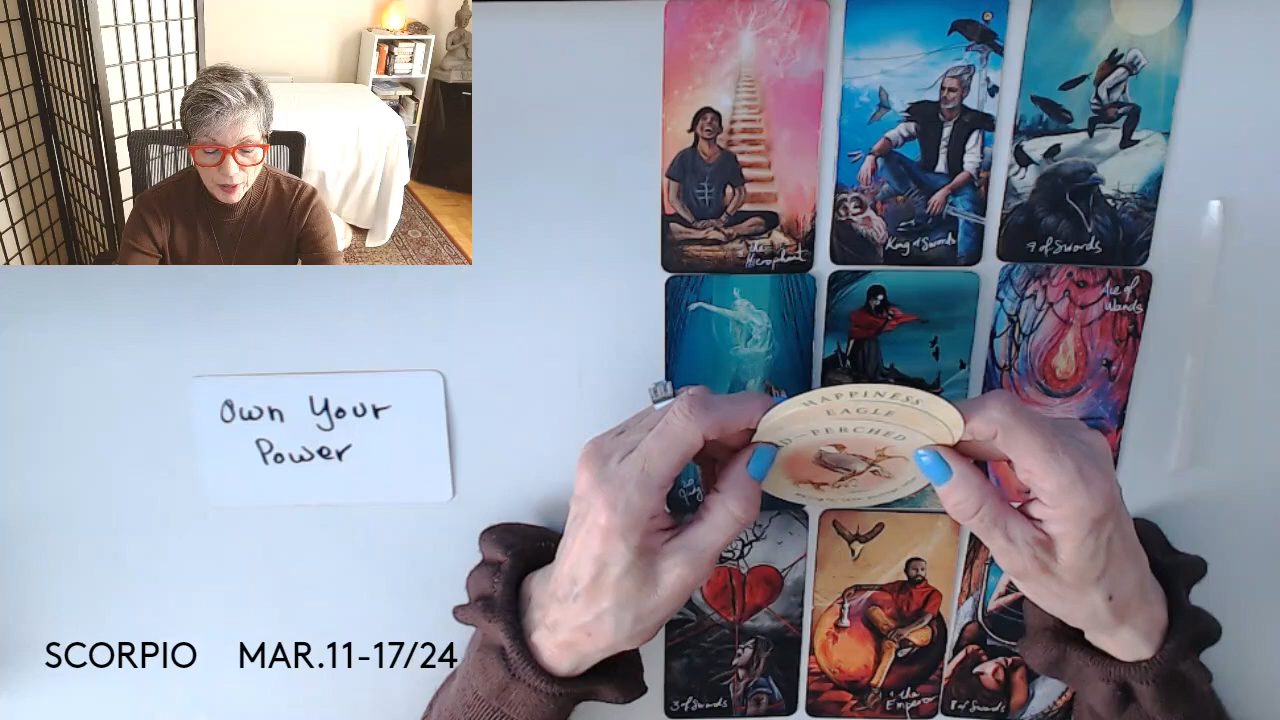 the
Hierophant
King of Swords
9 of Swords
Ace of
Wands
HAPPINESS
EAGLE
PERCHED
Own Your
Power
20
3 of Swords
the
Emperor
8 of Swords
SCORPIO MAR.11-17/24